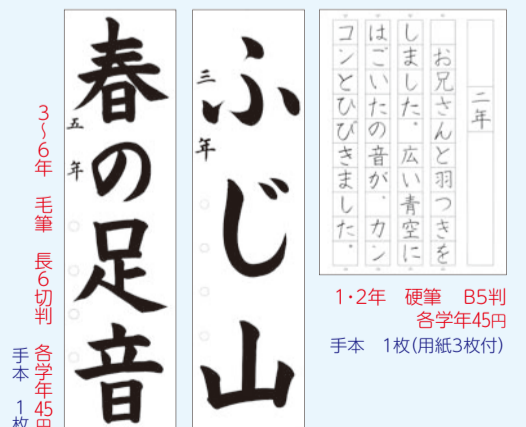 二年
お兄さんと羽つきを
しました。広い青空に
はごいたの音が、カン
コンとひびきました。
1・2年 硬筆 B5判
各学年45円
手本 1枚(用紙3枚付)
ふじ山
三年
春の足音
五年
3〜6年 毛筆 長6切判 各学年45円
手本 1枚